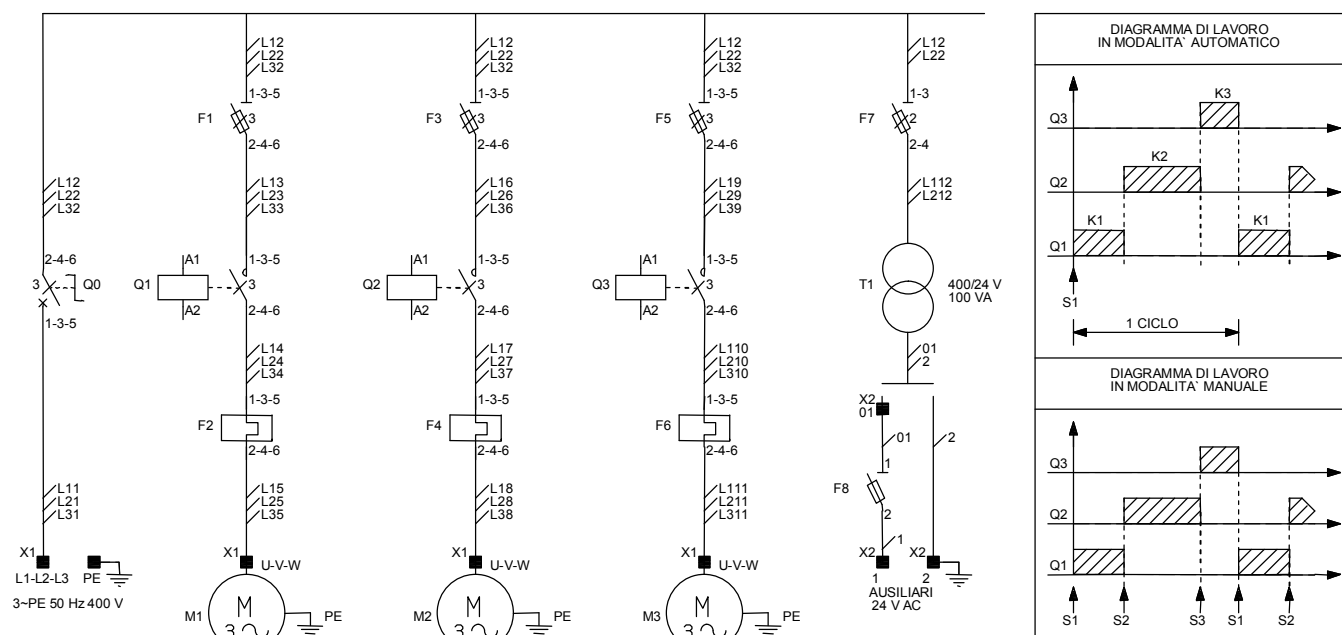 L12
L22
L32
2-4-6
3
Q0
1-3-5
L11
L21
L31
X1
L1-L2-L3
PE
3~PE 50 Hz 400 V
L12
L22
L32
1-3-5
F1
3
2-4-6
L13
L23
L33
A1
1-3-5
Q1
3
A2
2-4-6
L14
L24
L34
1-3-5
F2
2-4-6
L15
L25
L35
X1
U-V-W
M
M1
3
PE
L12
L22
L32
1-3-5
F3
3
2-4-6
L16
L26
L36
A1
1-3-5
Q2
3
A2
2-4-6
L17
L27
L37
1-3-5
F4
2-4-6
L18
L28
L38
X1
U-V-W
M
M2
3
PE
L12
L22
L32
1-3-5
F5
3
2-4-6
L19
L29
L39
A1
1-3-5
Q3
3
A2
2-4-6
L110
L210
L310
1-3-5
F6
2-4-6
L111
L211
L311
X1
U-V-W
M
M3
3
PE
L12
L22
1-3
F7
2
2-4
L112
L212
T1
400/24 V
100 VA
01
2
X2
01
01
2
1
F8
2
1
X2
X2
1
2
AUSILIARI
24 V AC
DIAGRAMMA DI LAVORO
IN MODALITA` AUTOMATICO
K3
Q3
K2
Q2
K1
K1
Q1
S1
1 CICLO
DIAGRAMMA DI LAVORO
IN MODALITA` MANUALE
Q3
Q2
Q1
S1
S2
S3
S1
S2